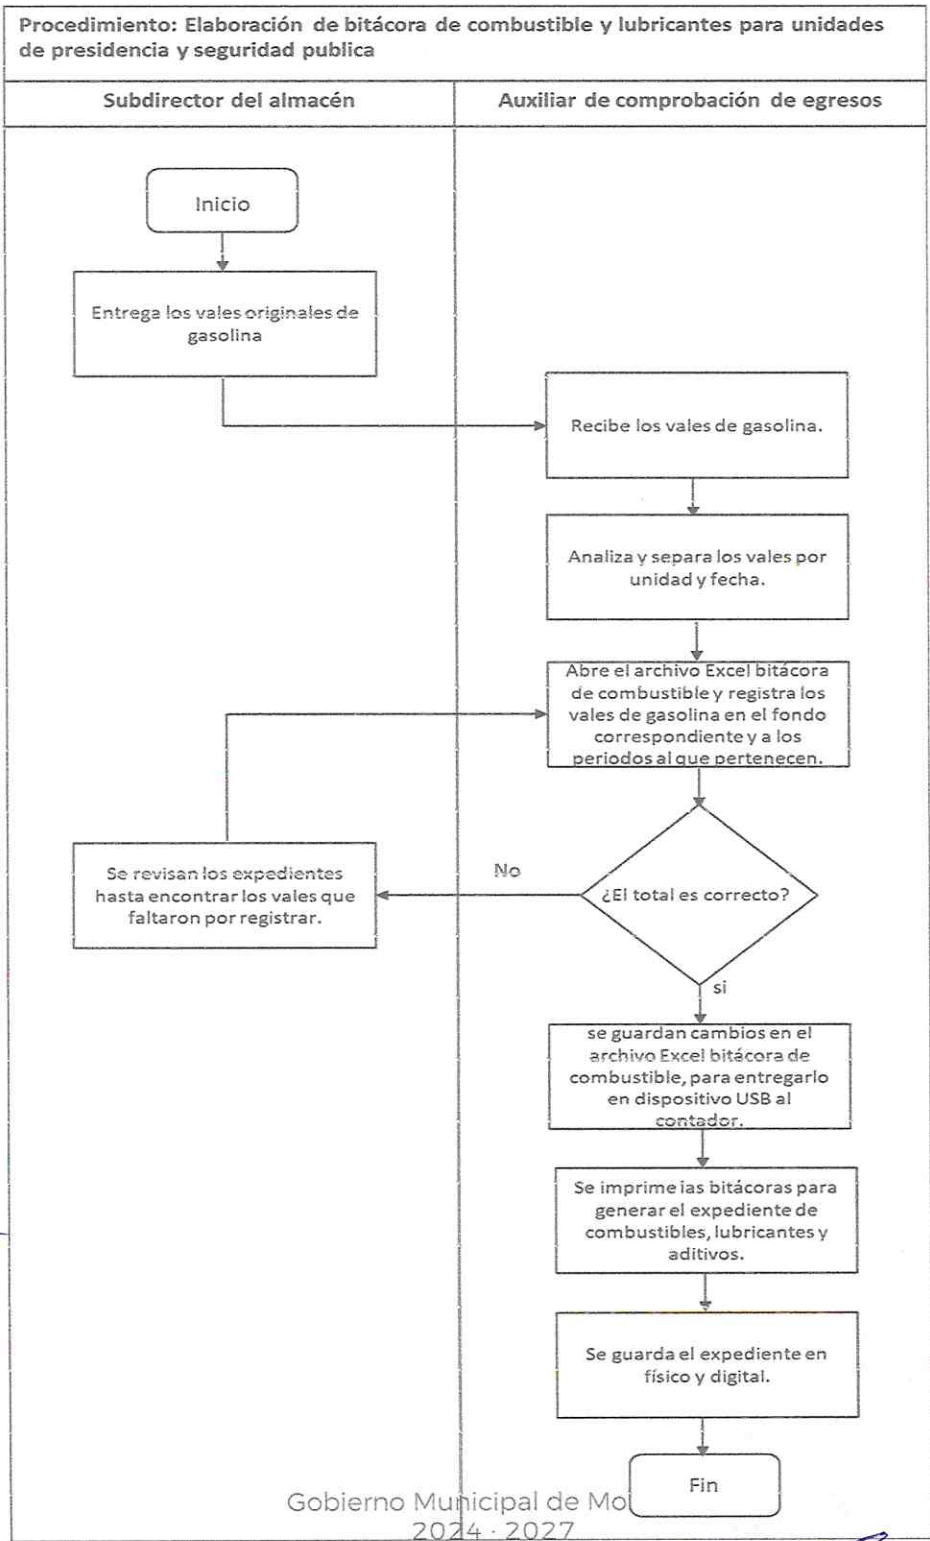 Procedimiento: Elaboración de bitácora de combustible y lubricantes para unidades
de presidencia y seguridad publica
Subdirector del almacén
Auxiliar de comprobación de egresos
Inicio
Entrega los vales originales de
gasolina
Recibe los vales de gasolina.
Analiza y separa los vales por
unidad y fecha.
Abre el archivo Excel bitácora
de combustible y registra los
vales de gasolina en el fondo
correspondiente y a los
periodos al que pertenecen.
¿El total es correcto?
No
Se revisan los expedientes
hasta encontrar los vales que
faltaron por registrar.
si
se guardan cambios en el
archivo Excel bitácora de
combustible, para entregarlo
en dispositivo USB al
contador.
Se imprime las bitácoras para
generar el expediente de
combustibles, lubricantes y
aditivos.
Se guarda el expediente en
físico y digital.
Fin
Gobierno Municipal de
2024 · 2027